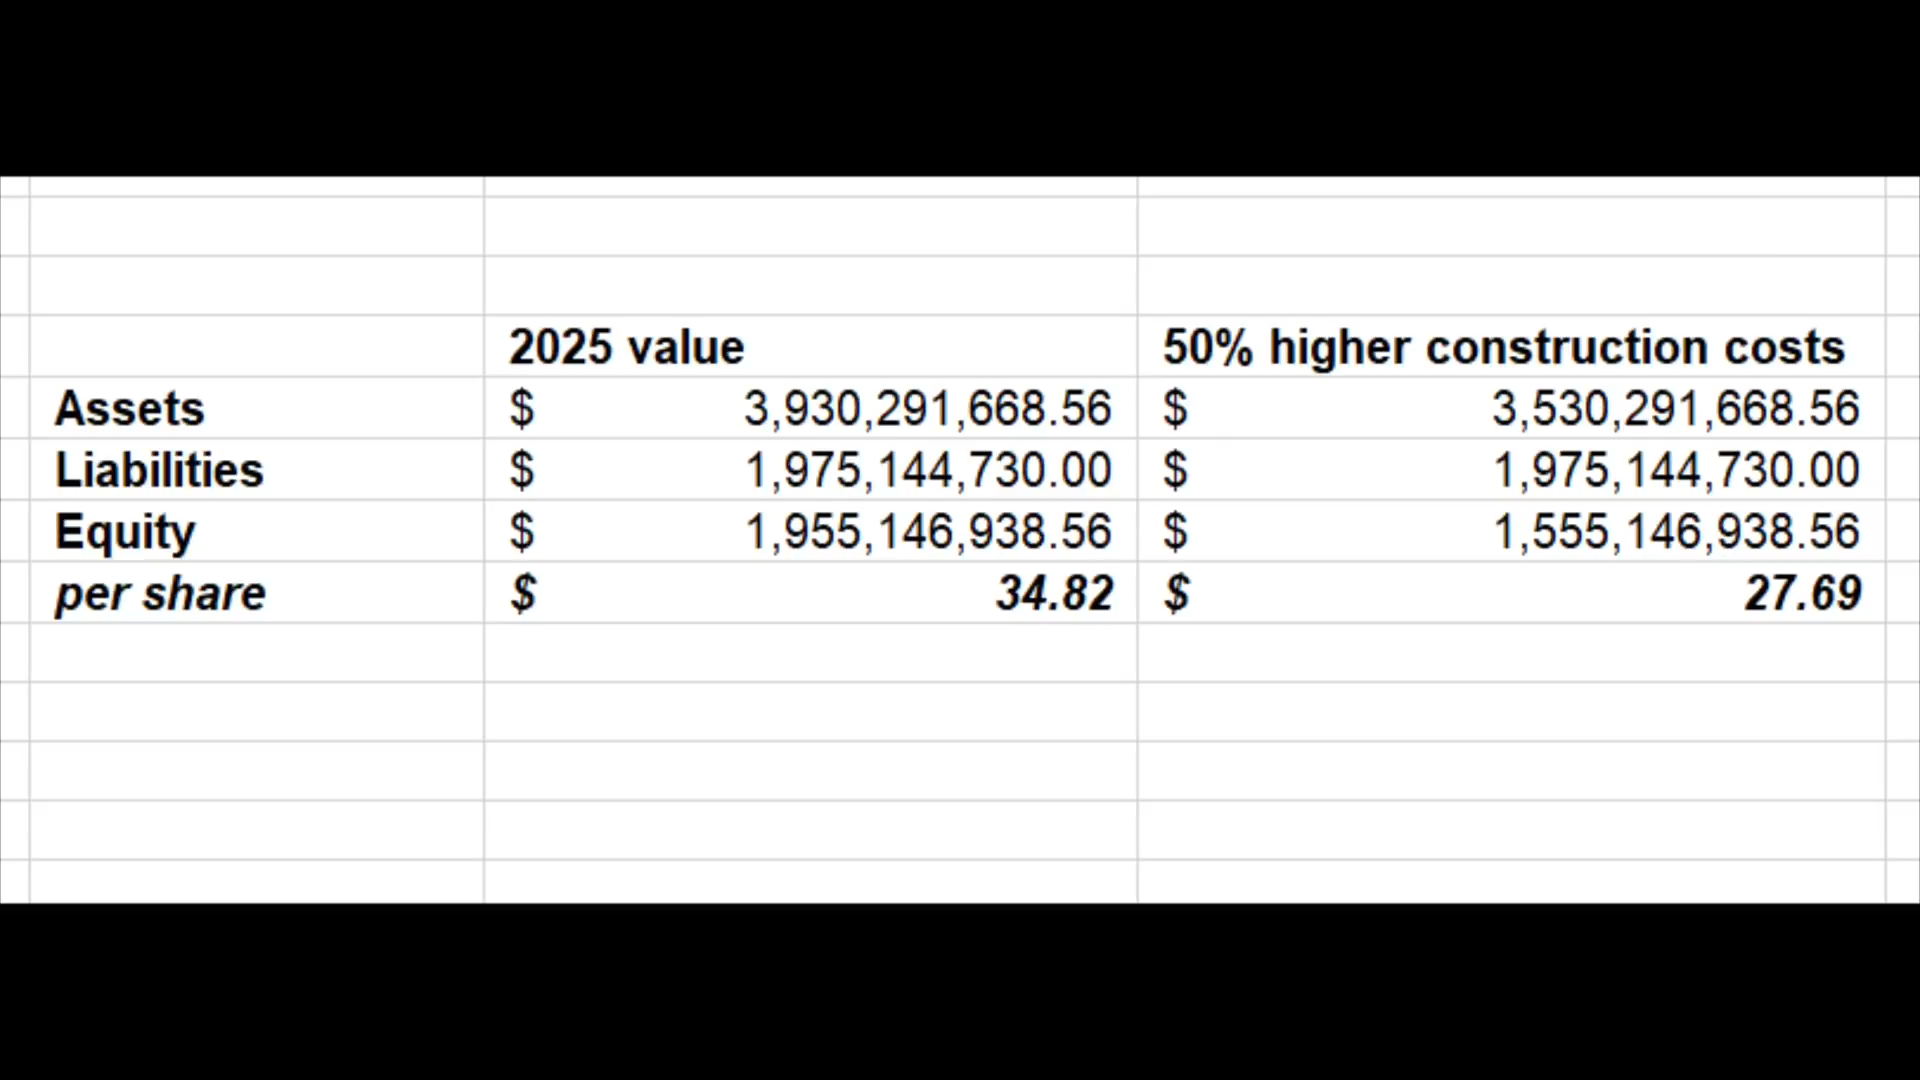 2025 value 50% higher construction costs
Assets $ 3,930,291,668.56 $ 3,530,291,668.56
Liabilities $ 1,975,144,730.00 $ 1,975,144,730.00
Equity $ 1,955,146,938.56 $ 1,555,146,938.56
per share $ 34.82 $ 27.69